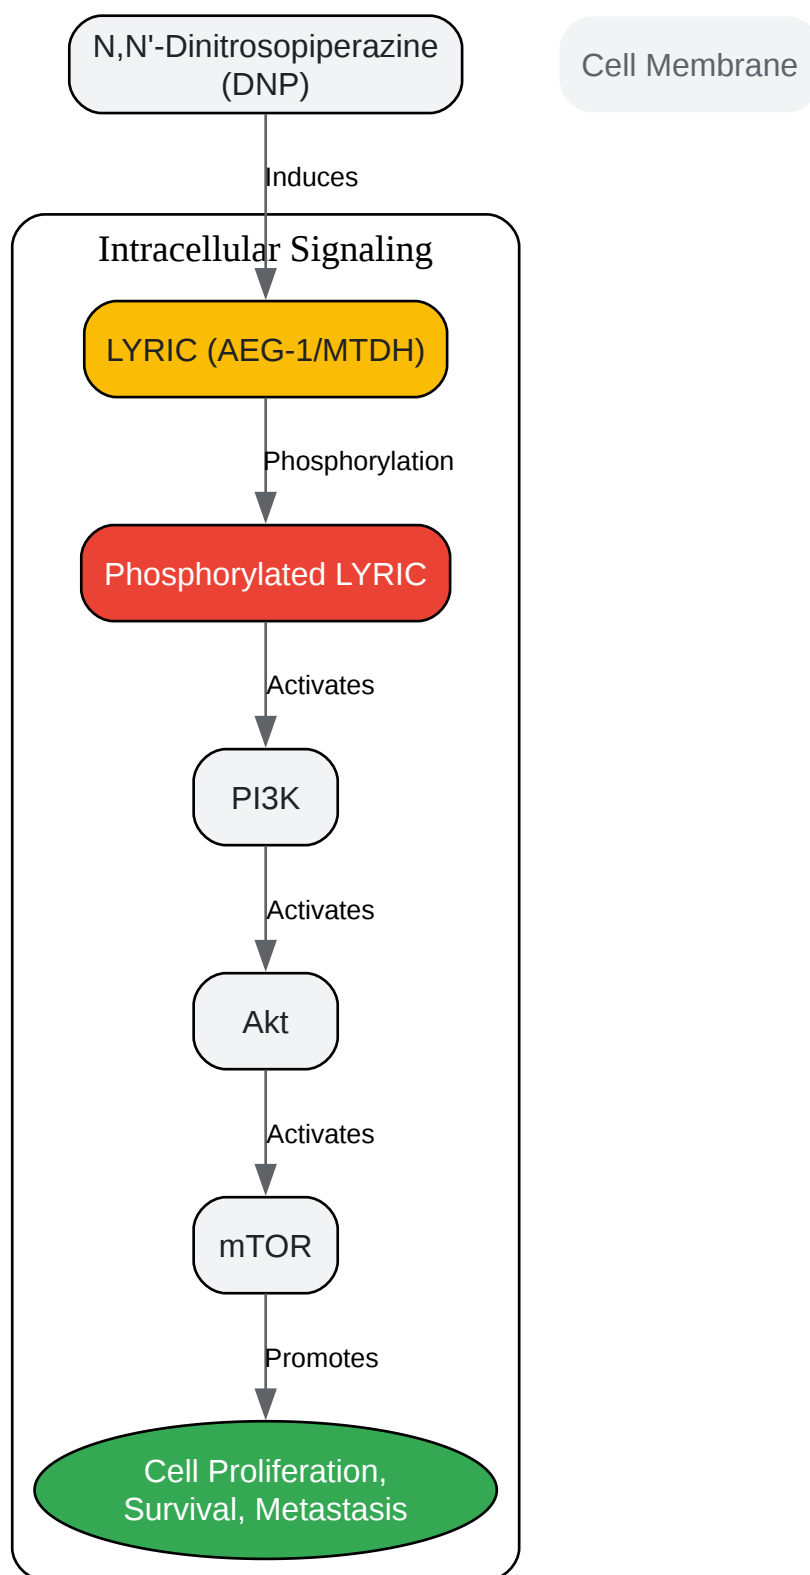 N,N'-Dinitrosopiperazine
(DNP)
Cell Membrane
Induces
Intracellular Signaling
LYRIC (AEG-1/MTDH)
Phosphorylation
Phosphorylated LYRIC
Activates
PI3K
Activates
Akt
Activates
mTOR
Promotes
Cell Proliferation,
Survival, Metastasis